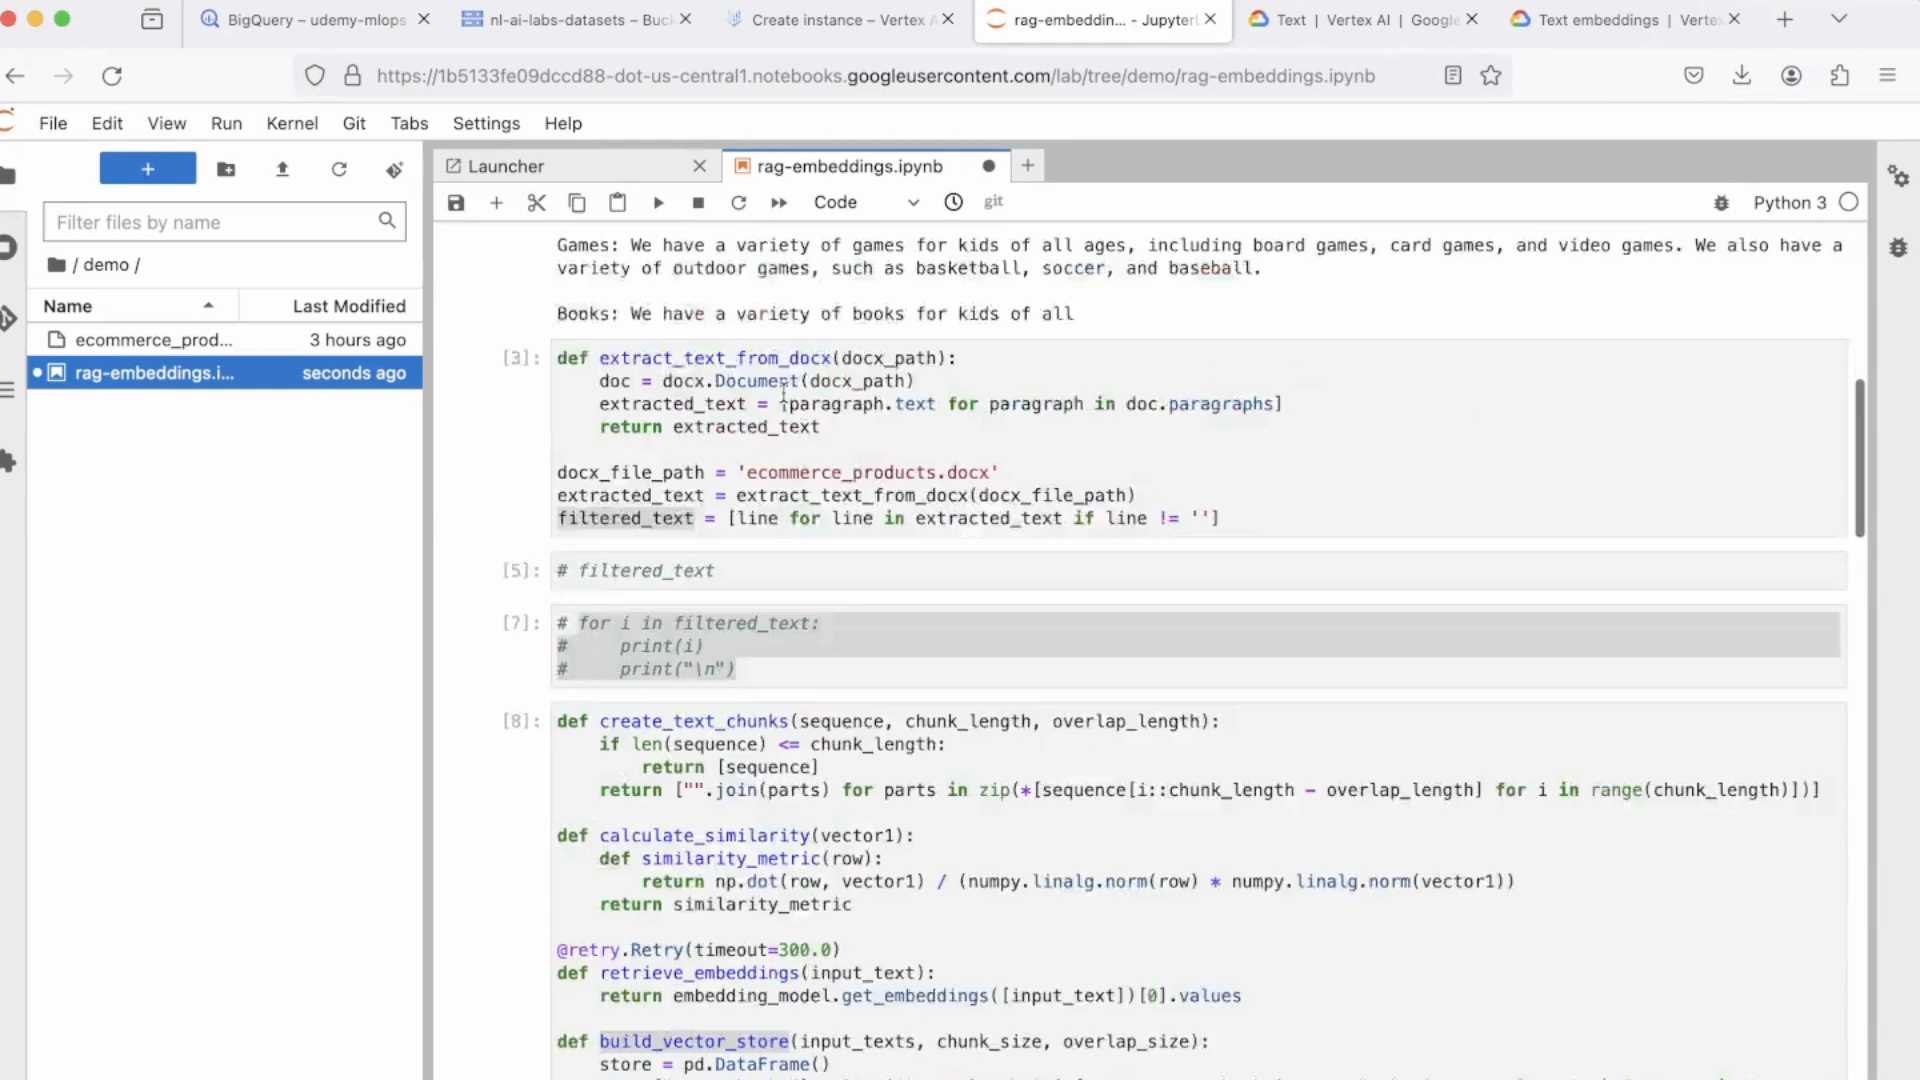 BigQuery – udemy-mlops
nl-ai-labs-datasets – Buck
Create instance – Vertex A
rag-embeddin... - JupyterL
Text | Vertex AI | Google
Text embeddings | Vertex
https://1b5133fe09dccd88-dot-us-central1.notebooks.googleusercontent.com/lab/tree/demo/rag-embeddings.ipynb
File Edit View Run Kernel Git Tabs Settings Help
+
Launcher
rag-embeddings.ipynb
Code
git
Python 3
Filter files by name
/ demo /
Name
Last Modified
ecommerce_prod...
3 hours ago
rag-embeddings.i...
seconds ago
Games: We have a variety of games for kids of all ages, including board games, card games, and video games. We also have a
variety of outdoor games, such as basketball, soccer, and baseball.
Books: We have a variety of books for kids of all
[3]: def extract_text_from_docx(docx_path):
doc = docx.Document(docx_path)
extracted_text = [paragraph.text for paragraph in doc.paragraphs]
return extracted_text
docx_file_path = 'ecommerce_products.docx'
extracted_text = extract_text_from_docx(docx_file_path)
filtered_text = [line for line in extracted_text if line != '']
[5]: # filtered_text
[7]: # for i in filtered_text:
# print(i)
# print("\n")
[8]: def create_text_chunks(sequence, chunk_length, overlap_length):
if len(sequence) <= chunk_length:
return [sequence]
return ["".join(parts) for parts in zip(*[sequence[i::chunk_length - overlap_length] for i in range(chunk_length)])]
def calculate_similarity(vector1):
def similarity_metric(row):
return np.dot(row, vector1) / (numpy.linalg.norm(row) * numpy.linalg.norm(vector1))
return similarity_metric
@retry.Retry(timeout=300.0)
def retrieve_embeddings(input_text):
return embedding_model.get_embeddings([input_text])[0].values
def build_vector_store(input_texts, chunk_size, overlap_size):
store = pd.DataFrame()